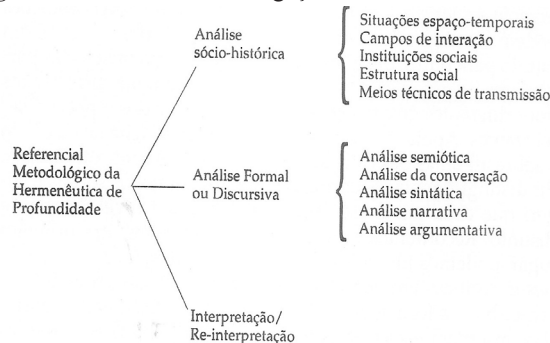 Análise
sócio-histórica
Situações espaço-temporais
Campos de interação
Instituições sociais
Estrutura social
Meios técnicos de transmissão
Referencial
Metodológico da
Hermenêutica de
Profundidade
Análise Formal
ou Discursiva
Análise semiótica
Análise da conversação
Análise sintática
Análise narrativa
Análise argumentativa
Interpretação/
Re-interpretação